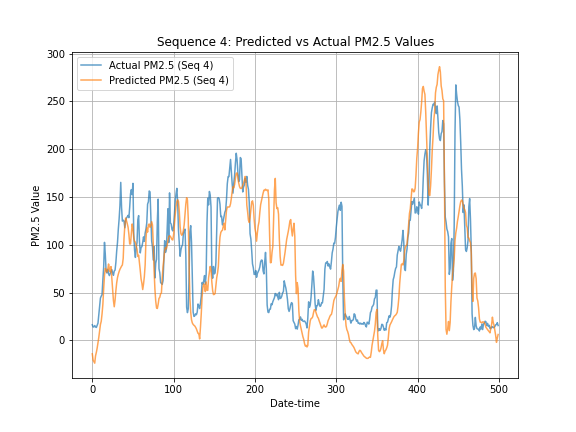 Sequence 4: Predicted vs Actual PM2.5 Values
Actual PM2.5 (Seq 4)
Predicted PM2.5 (Seq 4)
PM2.5 Value
300
250
200
150
100
50
0
0 100 200 300 400 500
Date-time